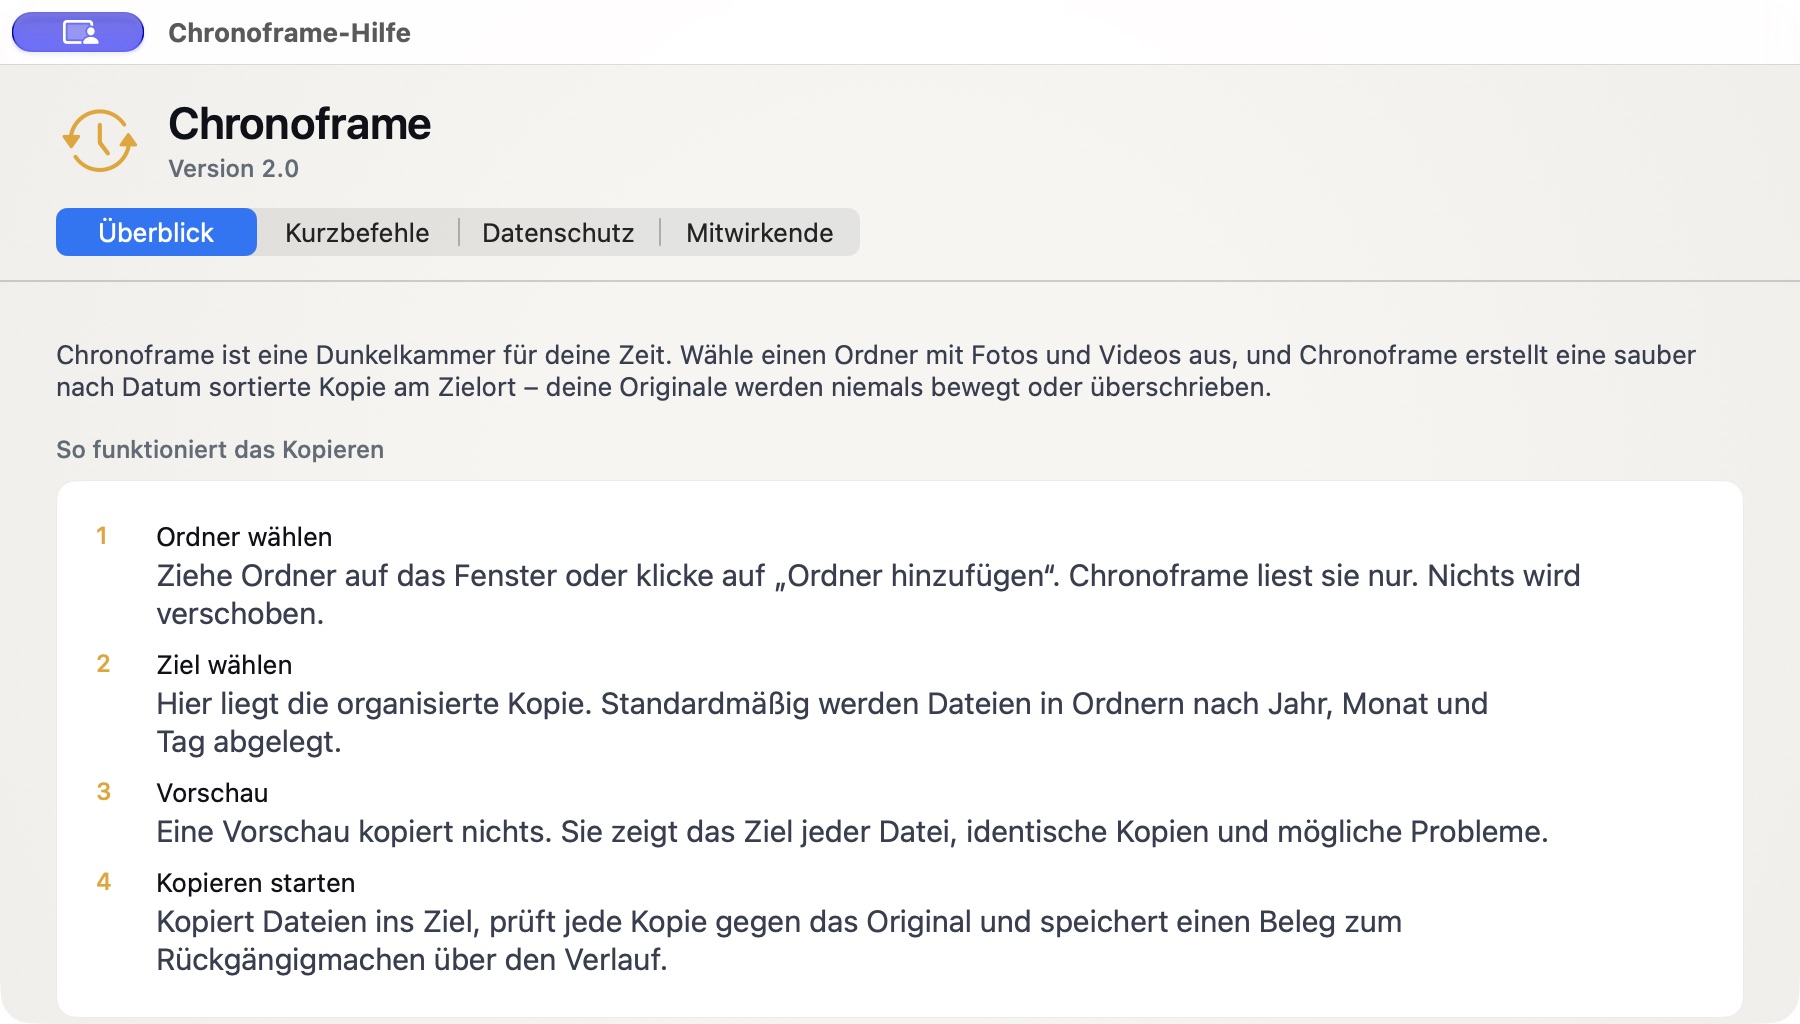 Chronoframe-Hilfe
Chronoframe
Version 2.0
Überblick
Kurzbefehle
Datenschutz
Mitwirkende
Chronoframe ist eine Dunkelkammer für deine Zeit. Wähle einen Ordner mit Fotos und Videos aus, und Chronoframe erstellt eine sauber
nach Datum sortierte Kopie am Zielort – deine Originale werden niemals bewegt oder überschrieben.
So funktioniert das Kopieren
1 Ordner wählen
Ziehe Ordner auf das Fenster oder klicke auf „Ordner hinzufügen“. Chronoframe liest sie nur. Nichts wird
verschoben.
2 Ziel wählen
Hier liegt die organisierte Kopie. Standardmäßig werden Dateien in Ordnern nach Jahr, Monat und
Tag abgelegt.
3 Vorschau
Eine Vorschau kopiert nichts. Sie zeigt das Ziel jeder Datei, identische Kopien und mögliche Probleme.
4 Kopieren starten
Kopiert Dateien ins Ziel, prüft jede Kopie gegen das Original und speichert einen Beleg zum
Rückgängigmachen über den Verlauf.